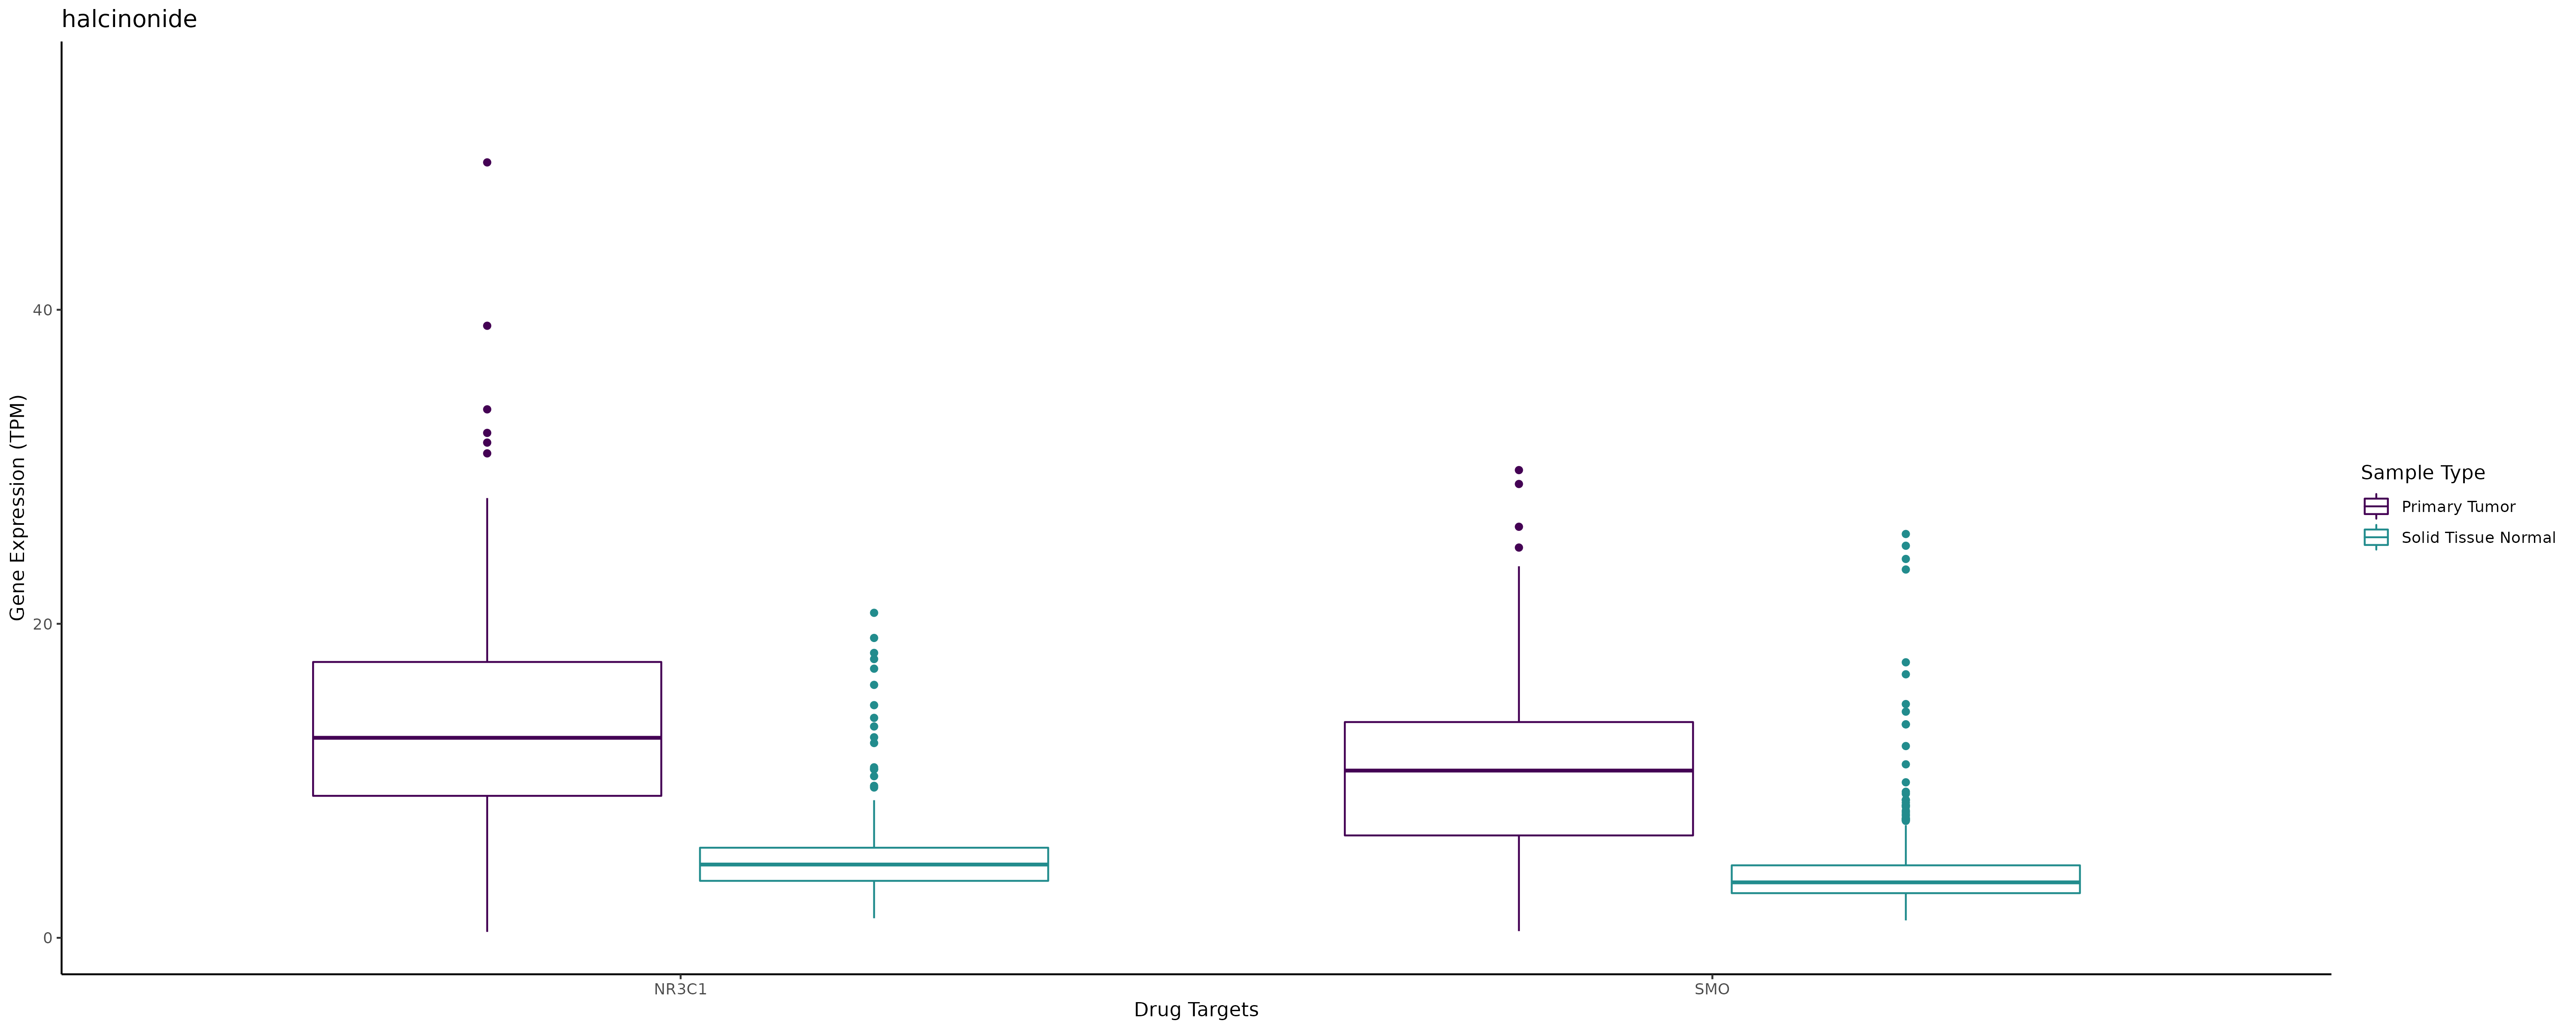 halcinonide
Gene Expression (TPM)
40
20
0
NR3C1
SMO
Drug Targets
Sample Type
Primary Tumor
Solid Tissue Normal